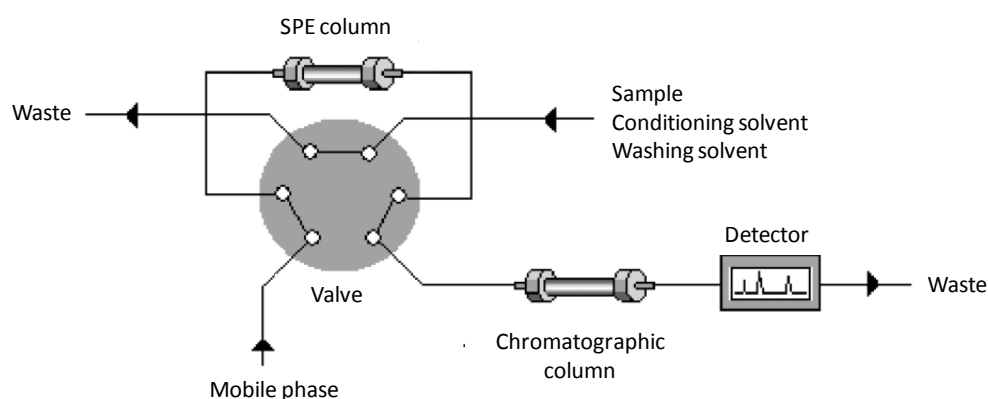 SPE column
Waste
Sample
Conditioning solvent
Washing solvent
Detector
Valve
Waste
Chromatographic
column
Mobile phase